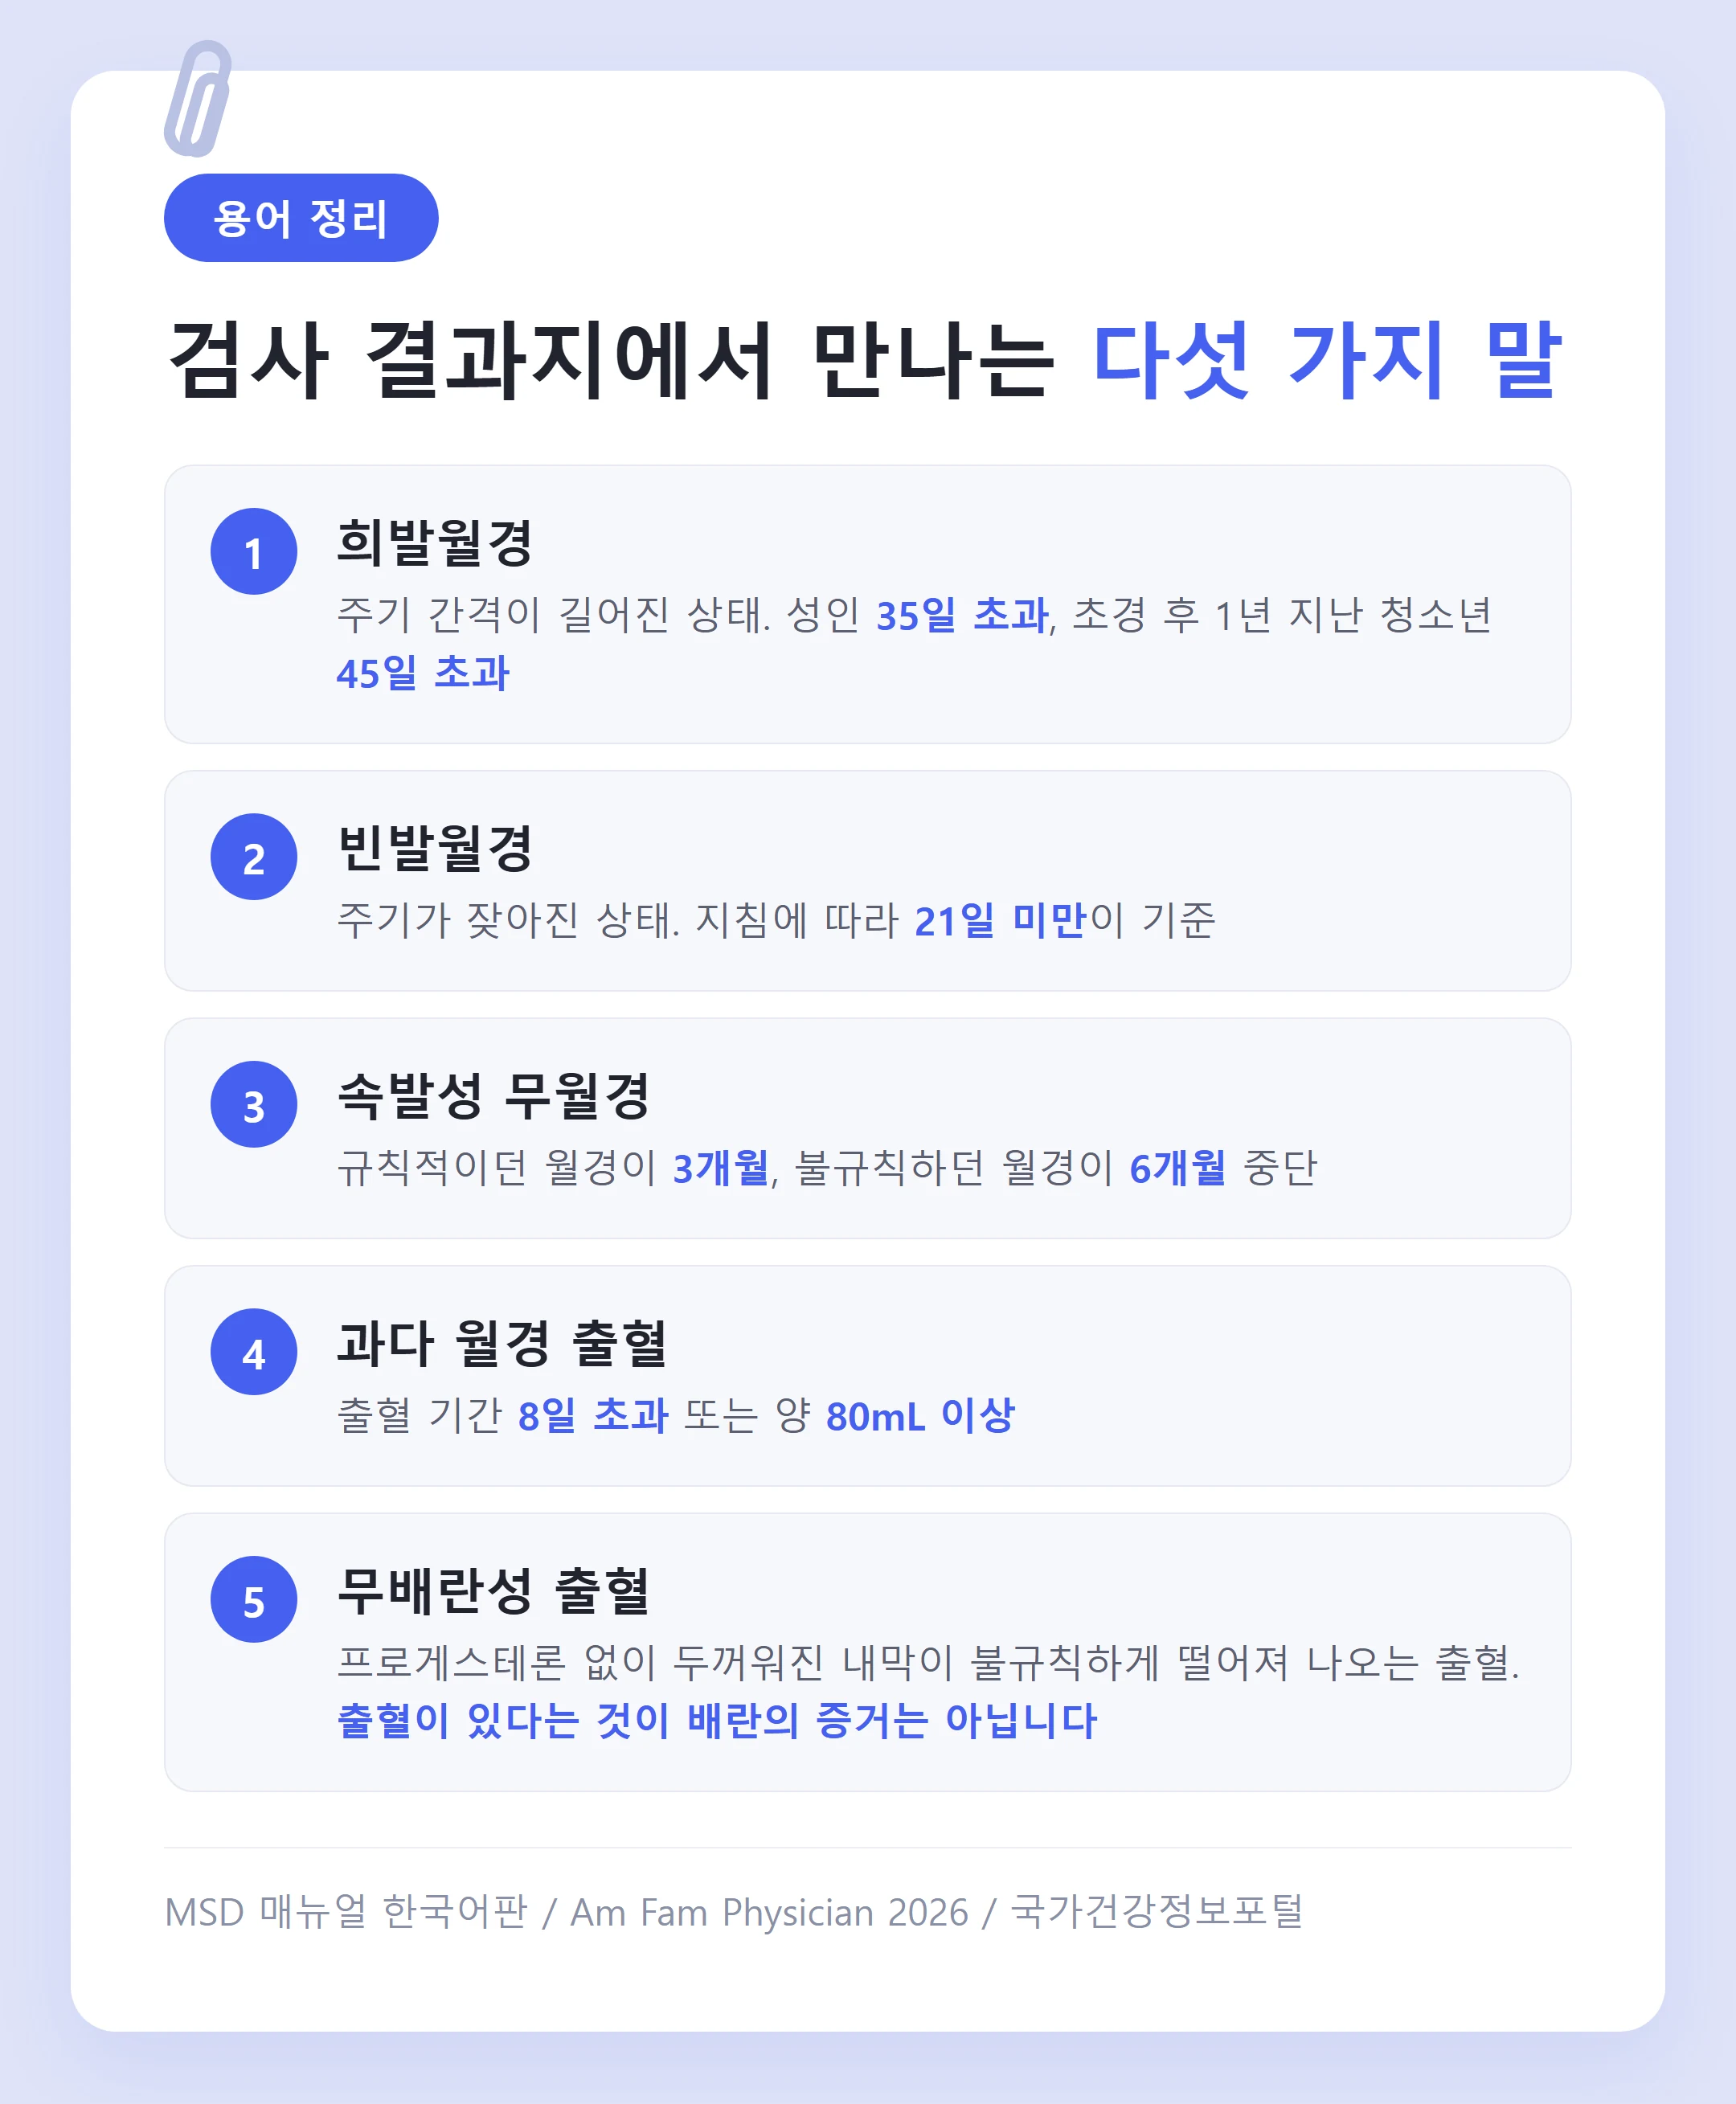 용어 정리
검사 결과지에서 만나는 다섯 가지 말
1
희발월경
주기 간격이 길어진 상태. 성인 35일 초과, 초경 후 1년 지난 청소년
45일 초과
2
빈발월경
주기가 잦아진 상태. 지침에 따라 21일 미만이 기준
3
속발성 무월경
규칙적이던 월경이 3개월, 불규칙하던 월경이 6개월 중단
4
과다 월경 출혈
출혈 기간 8일 초과 또는 양 80mL 이상
5
무배란성 출혈
프로게스테론 없이 두꺼워진 내막이 불규칙하게 떨어져 나오는 출혈.
출혈이 있다는 것이 배란의 증거는 아닙니다
MSD 매뉴얼 한국어판 / Am Fam Physician 2026 / 국가건강정보포털